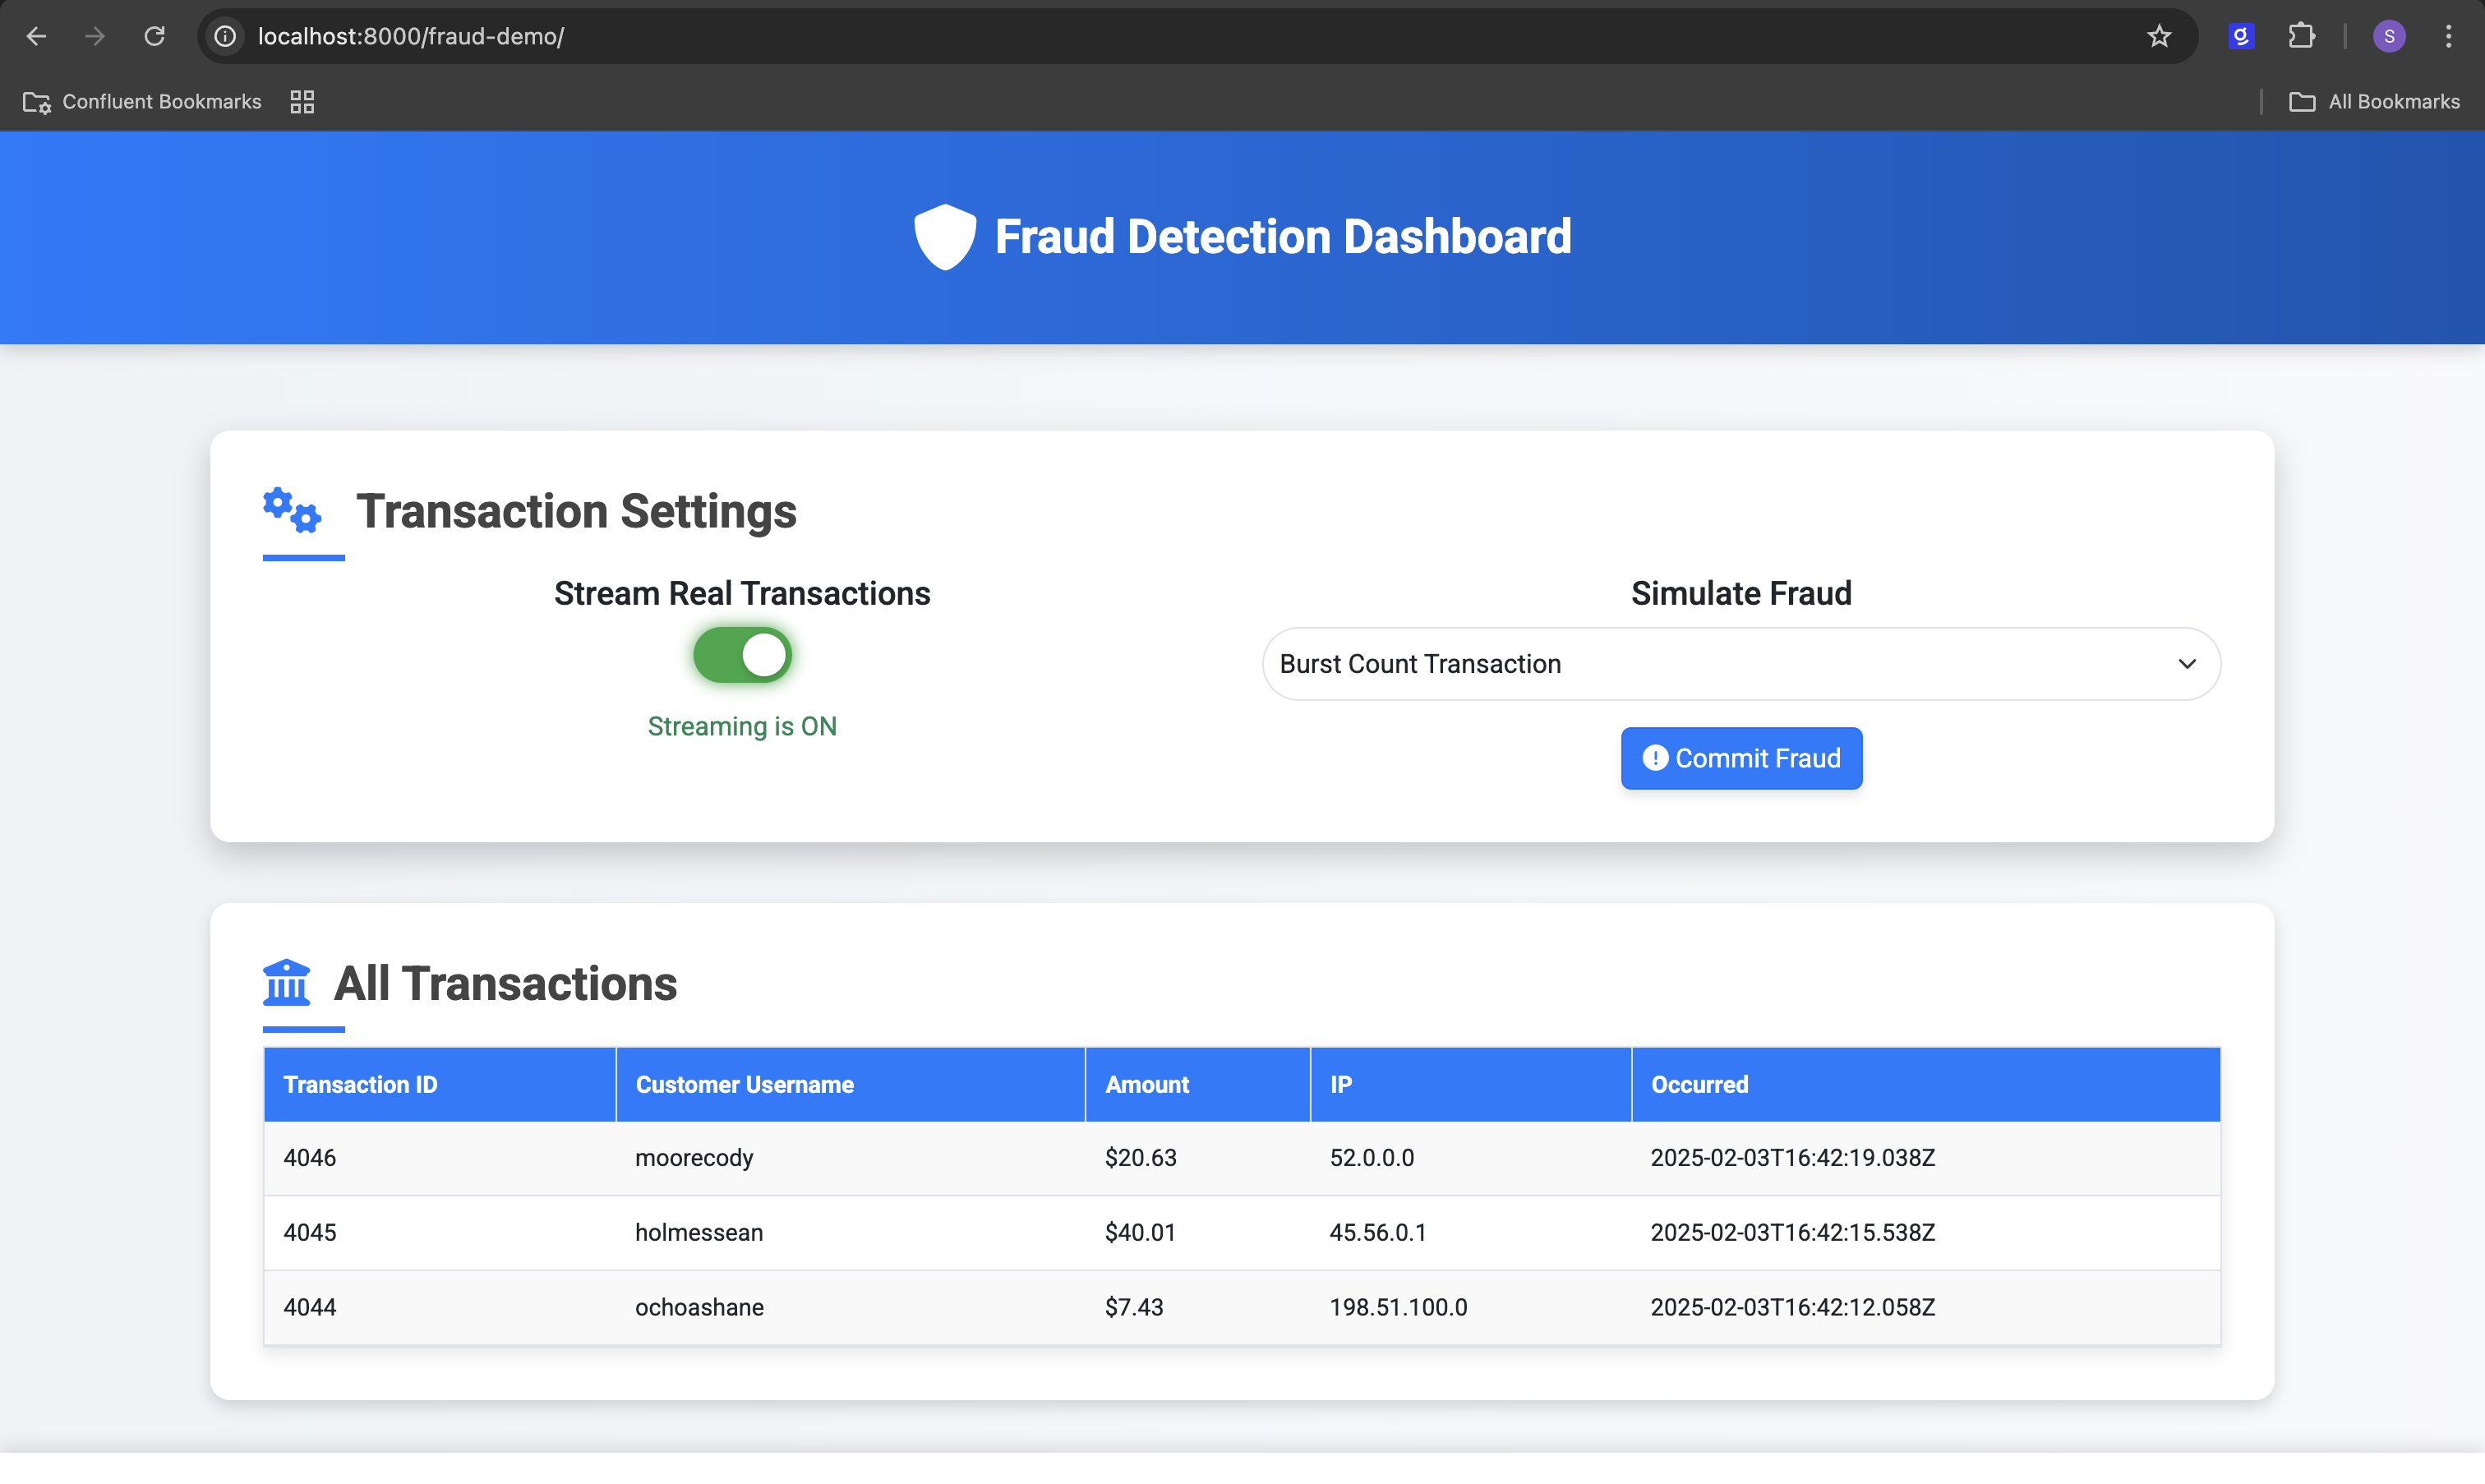 localhost:8000/fraud-demo/
S
Confluent Bookmarks
All Bookmarks
Fraud Detection Dashboard
Transaction Settings
Stream Real Transactions
Streaming is ON
Simulate Fraud
Burst Count Transaction
Commit Fraud
All Transactions
Transaction ID Customer Username Amount IP Occurred
4046 moorecody $20.63 52.0.0.0 2025-02-03T16:42:19.038Z
4045 holmessean $40.01 45.56.0.1 2025-02-03T16:42:15.538Z
4044 ochoashane $7.43 198.51.100.0 2025-02-03T16:42:12.058Z